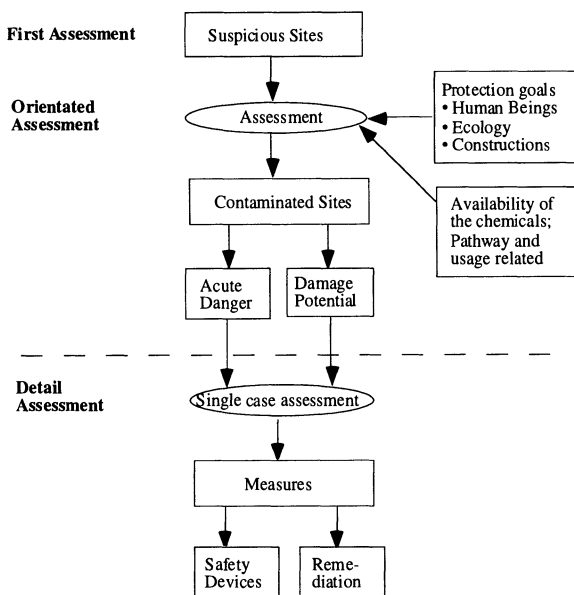 First Assessment
Suspicious Sites
Orientated
Assessment
Assessment
Protection goals
• Human Beings
• Ecology
• Constructions
Contaminated Sites
Availability of
the chemicals;
Pathway and
usage related
Acute
Danger
Damage
Potential
Detail
Assessment
Single case assessment
Measures
Safety
Devices
Reme-
diation